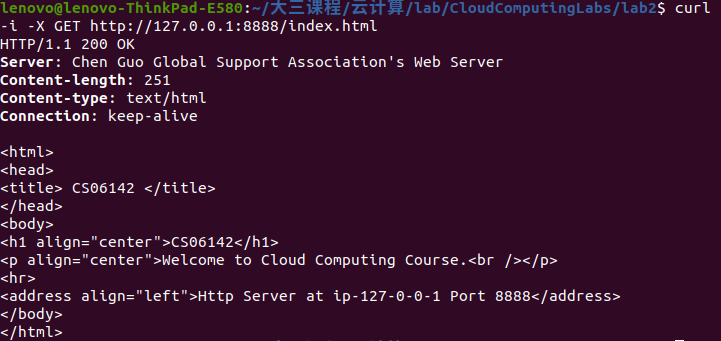 lenovo@lenovo-ThinkPad-E580:~/大三课程/云计算/lab/CloudComputingLabs/lab2$ curl
-i -X GET http://127.0.0.1:8888/index.html
HTTP/1.1 200 OK
Server: Chen Guo Global Support Association's Web Server
Content-length: 251
Content-type: text/html
Connection: keep-alive

<html>
<head>
<title> CS06142 </title>
</head>
<body>
<h1 align="center">CS06142</h1>
<p align="center">Welcome to Cloud Computing Course.<br /></p>
<hr>
<address align="left">Http Server at ip-127-0-0-1 Port 8888</address>
</body>
</html>